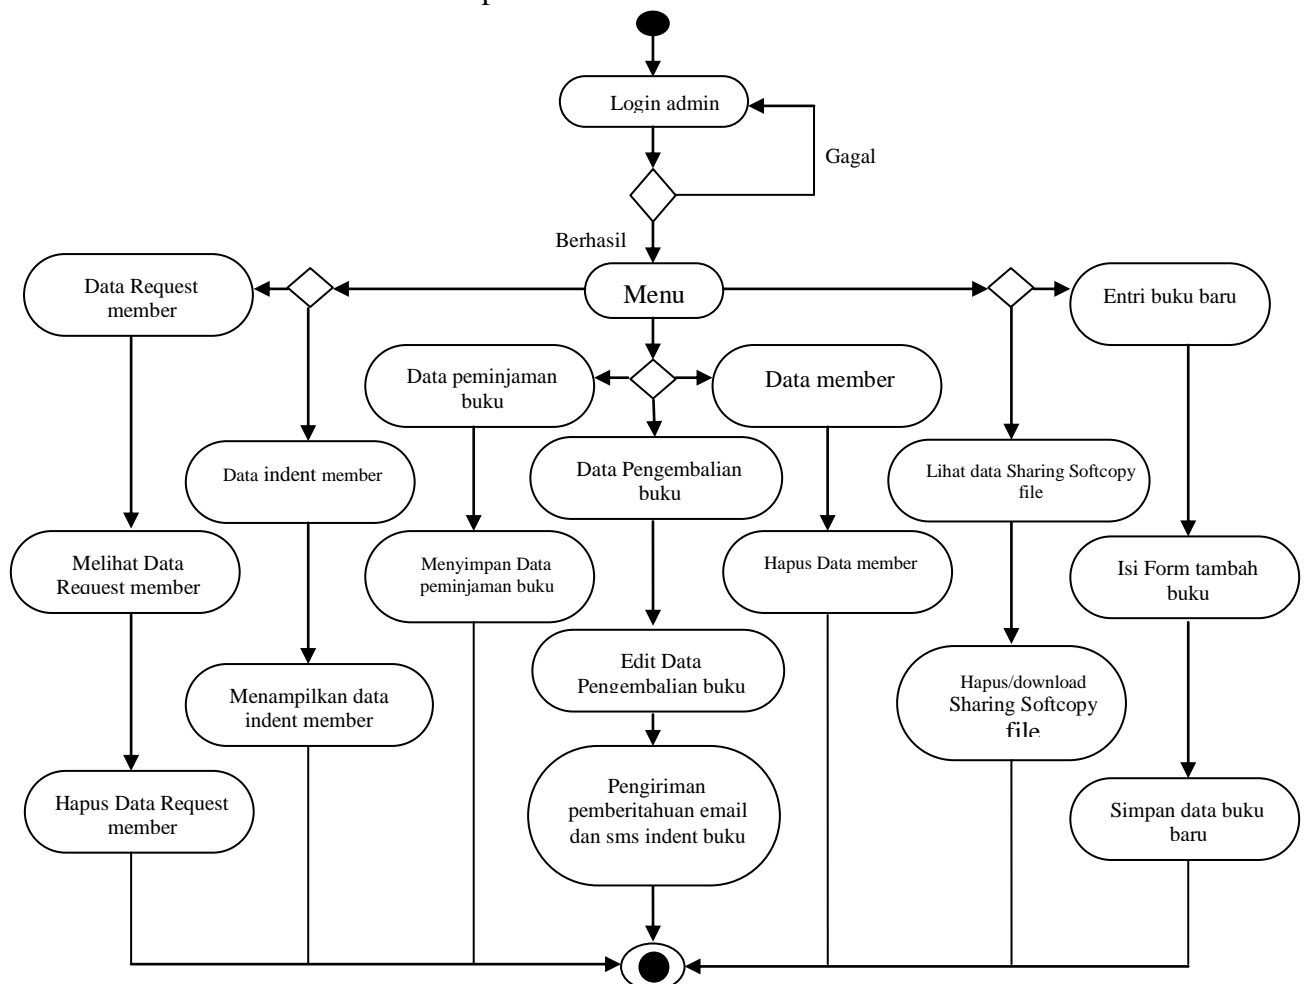 Login admin
Gagal
Berhasil
Data Request
member
Menu
Entri buku baru
Data peminjaman
buku
Data member
Data indent member
Data Pengembalian
buku
Lihat data Sharing Softcopy
file
Melihat Data
Request member
Menyimpan Data
peminjaman buku
Hapus Data member
Isi Form tambah
buku
Menampilkan data
indent member
Edit Data
Pengembalian buku
Hapus/download
Sharing Softcopy
file
Hapus Data Request
member
Pengiriman
pemberitahuan email
dan sms indent buku
Simpan data buku
baru